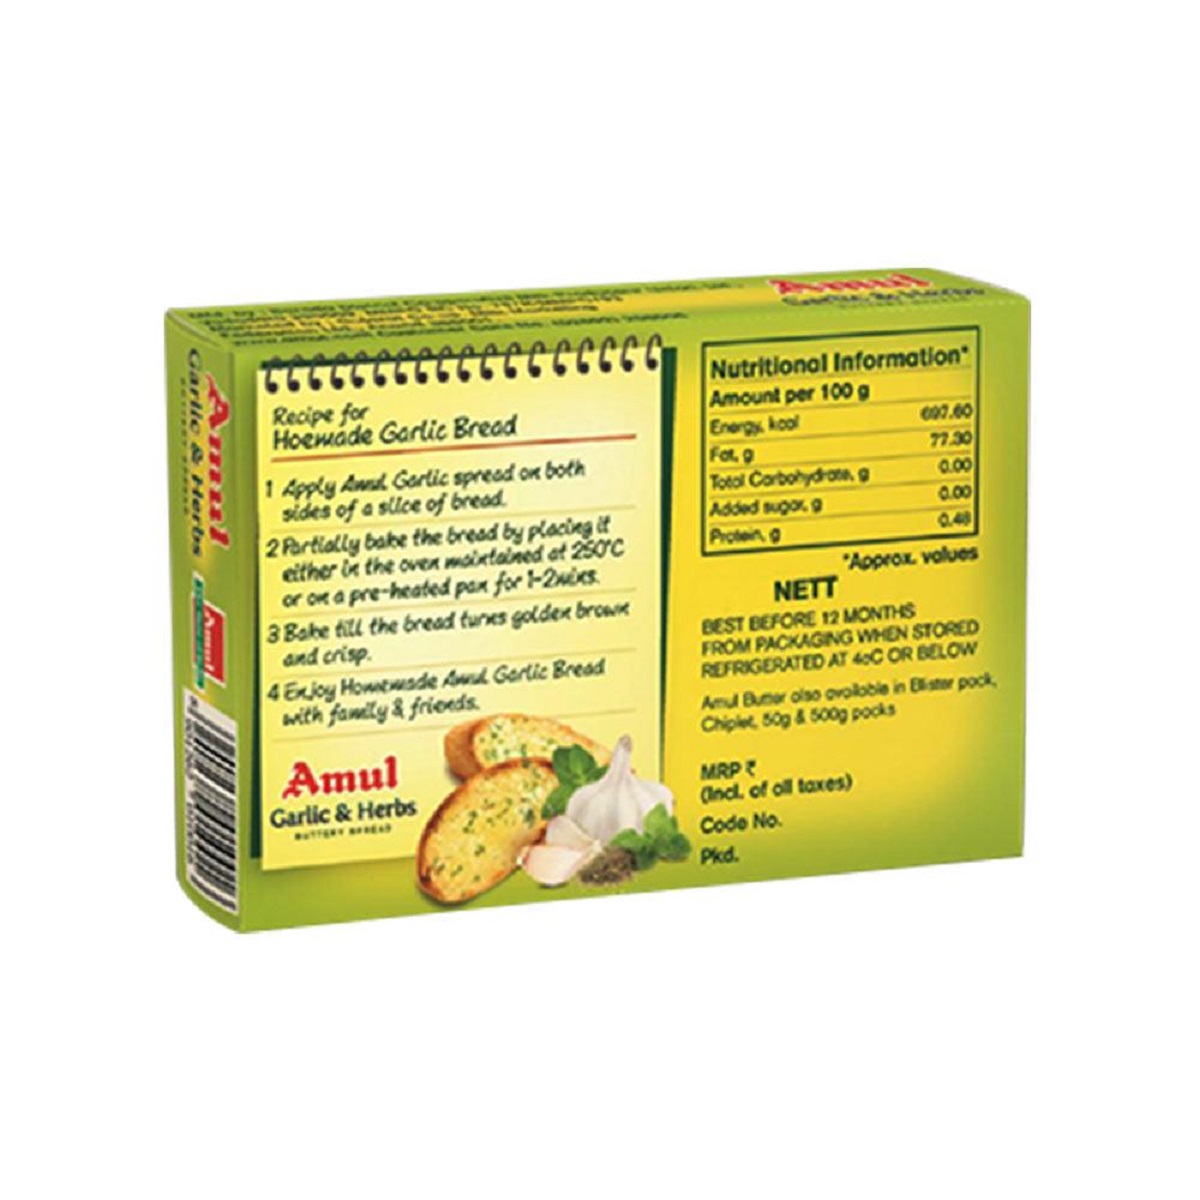 Amul
Garlic & Herbs
Amul
Garlic & Herbs
Amul
Recipe for
Hoemade Garlic Bread
1 Apply Amul Garlic spread on both
sides of a slice of bread.
2 Partially bake the bread by placing it
either in the oven maintained at 250°C
or on a pre-heated pan for 1-2mins.
3 Bake till the bread turns golden brown
and crisp.
4 Enjoy Homemade Amul Garlic Bread
with family & friends.
Amul
Garlic & Herbs
BUTTERY SPREAD
Nutritional Information*
Amount per 100 g
Energy, kcal 697.60
Fat, g 77.30
Total Carbohydrate, g 0.00
Added sugar, g 0.00
Protein, g 0.48
*Approx. values
NETT
BEST BEFORE 12 MONTHS
FROM PACKAGING WHEN STORED
REFRIGERATED AT 4oC OR BELOW
Amul Butter also available in Blister pack,
Chiplet, 50g & 500g packs
MRP ₹
(Incl. of all taxes)
Code No.
Pkd.